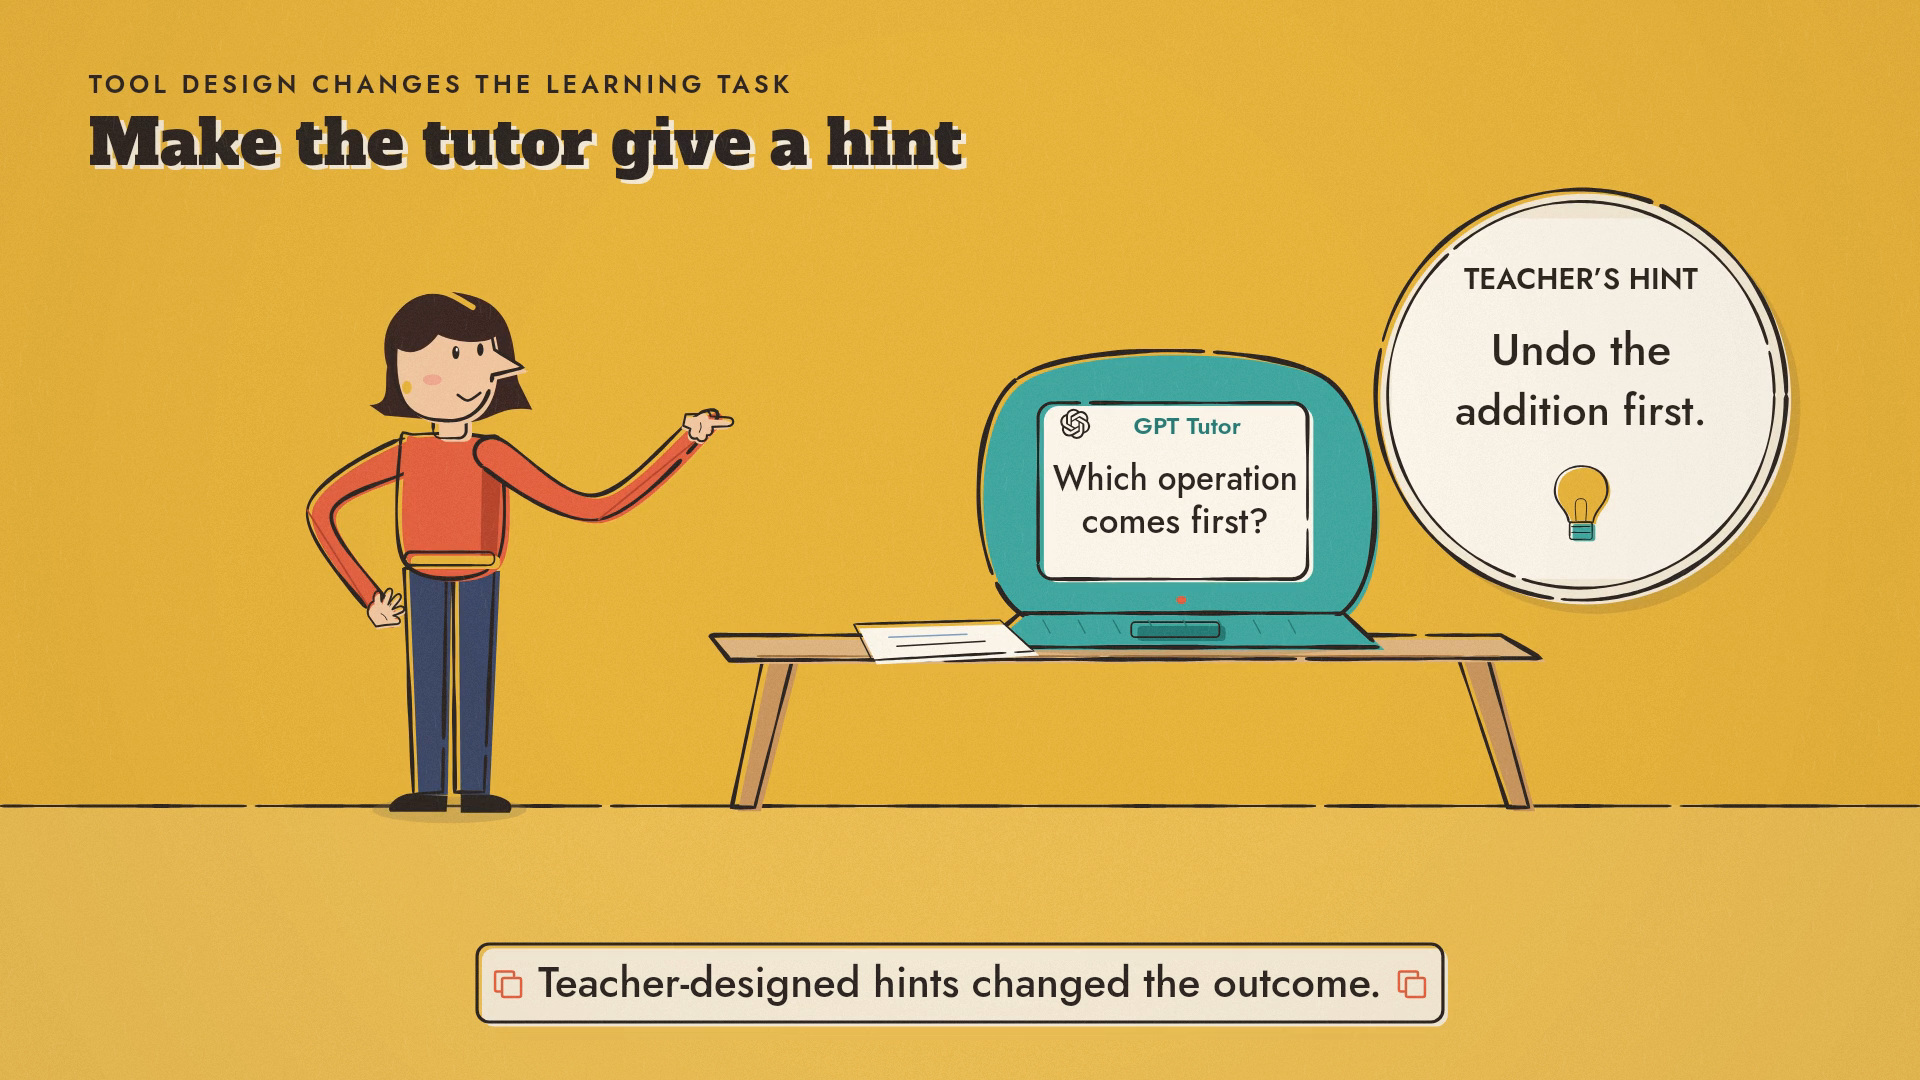 TOOL DESIGN CHANGES THE LEARNING TASK
Make the tutor give a hint
TEACHER’S HINT
Undo the
addition first.
GPT Tutor
Which operation
comes first?
Teacher-designed hints changed the outcome.